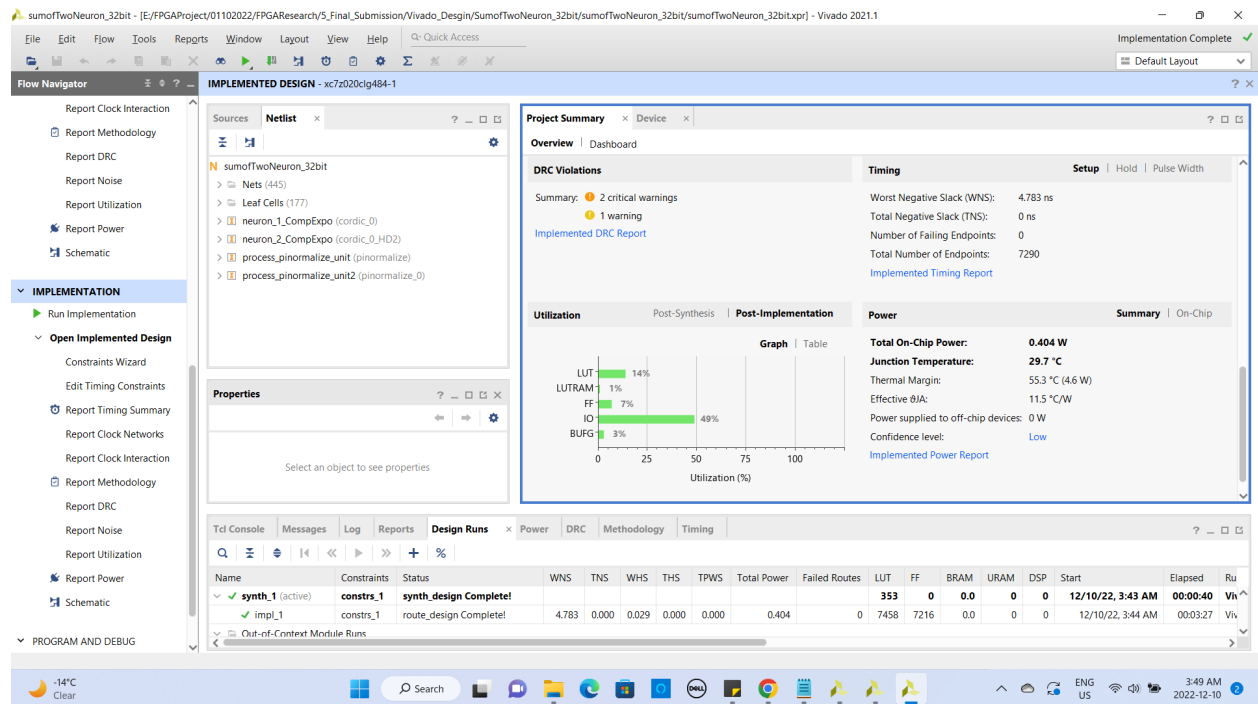 sumofTwoNeuron_32bit - [E:/FPGAProject/01102022/FPGAResearch/5_Final_Submission/Vivado_Desgin/SumofTwoNeuron_32bit/sumofTwoNeuron_32bit/sumofTwoNeuron_32bit.xpr] - Vivado 2021.1
File Edit Flow Tools Reports Window Layout View Help Quick Access
Implementation Complete
Default Layout
Flow Navigator
Report Clock Interaction
Report Methodology
Report DRC
Report Noise
Report Utilization
Report Power
Schematic
IMPLEMENTATION
Run Implementation
Open Implemented Design
Constraints Wizard
Edit Timing Constraints
Report Timing Summary
Report Clock Networks
Report Clock Interaction
Report Methodology
Report DRC
Report Noise
Report Utilization
Report Power
Schematic
PROGRAM AND DEBUG
IMPLEMENTED DESIGN - xc7z020clg484-1
Sources Netlist
N sumofTwoNeuron_32bit
Nets (445)
Leaf Cells (177)
neuron_1_CompExpo (cordic_0)
neuron_2_CompExpo (cordic_0_HD2)
process_pinormalize_unit (pinormalize)
process_pinormalize_unit2 (pinormalize_0)
Properties
Select an object to see properties
Project Summary Device
Overview Dashboard
DRC Violations
Summary: 2 critical warnings
1 warning
Implemented DRC Report
Timing Setup Hold Pulse Width
Worst Negative Slack (WNS): 4.783 ns
Total Negative Slack (TNS): 0 ns
Number of Failing Endpoints: 0
Total Number of Endpoints: 7290
Implemented Timing Report
Utilization Post-Synthesis Post-Implementation
Graph Table
LUT 14%
LUTRAM 1%
FF 7%
IO 49%
BUFG 3%
0 25 50 75 100
Utilization (%)
Power Summary On-Chip
Total On-Chip Power: 0.404 W
Junction Temperature: 29.7 °C
Thermal Margin: 55.3 °C (4.6 W)
Effective ϑJA: 11.5 °C/W
Power supplied to off-chip devices: 0 W
Confidence level: Low
Implemented Power Report
Tcl Console Messages Log Reports Design Runs Power DRC Methodology Timing
Name Constraints Status WNS TNS WHS THS TPWS Total Power Failed Routes LUT FF BRAM URAM DSP Start Elapsed Ru
synth_1 (active) constrs_1 synth_design Complete! 353 0 0.0 0 0 12/10/22, 3:43 AM 00:00:40 Viv
impl_1 constrs_1 route_design Complete! 4.783 0.000 0.029 0.000 0.000 0.404 0 7458 7216 0.0 0 0 12/10/22, 3:44 AM 00:03:27 Viv
Out-of-Context Module Runs
-14°C
Clear
Search
DELL
ENG
US
3:49 AM
2022-12-10
2